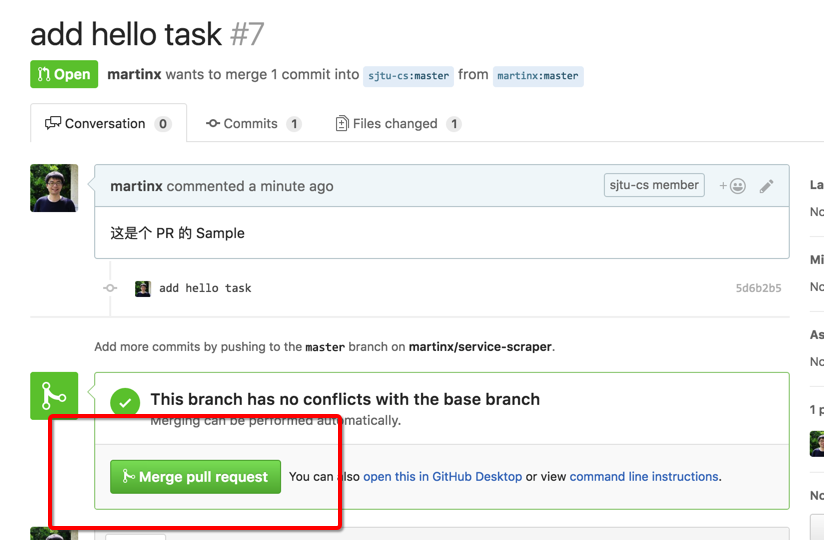 add hello task #7
Open martinx wants to merge 1 commit into sjtu-cs:master from martinx:master
Conversation 0 Commits 1 Files changed 1
martinx commented a minute ago sjtu-cs member
这是个 PR 的 Sample
add hello task 5d6b2b5
Add more commits by pushing to the master branch on martinx/service-scraper.
This branch has no conflicts with the base branch
Merging can be performed automatically.
Merge pull request You can also open this in GitHub Desktop or view command line instructions.
La
No
Mi
No
As
No
1 p
No